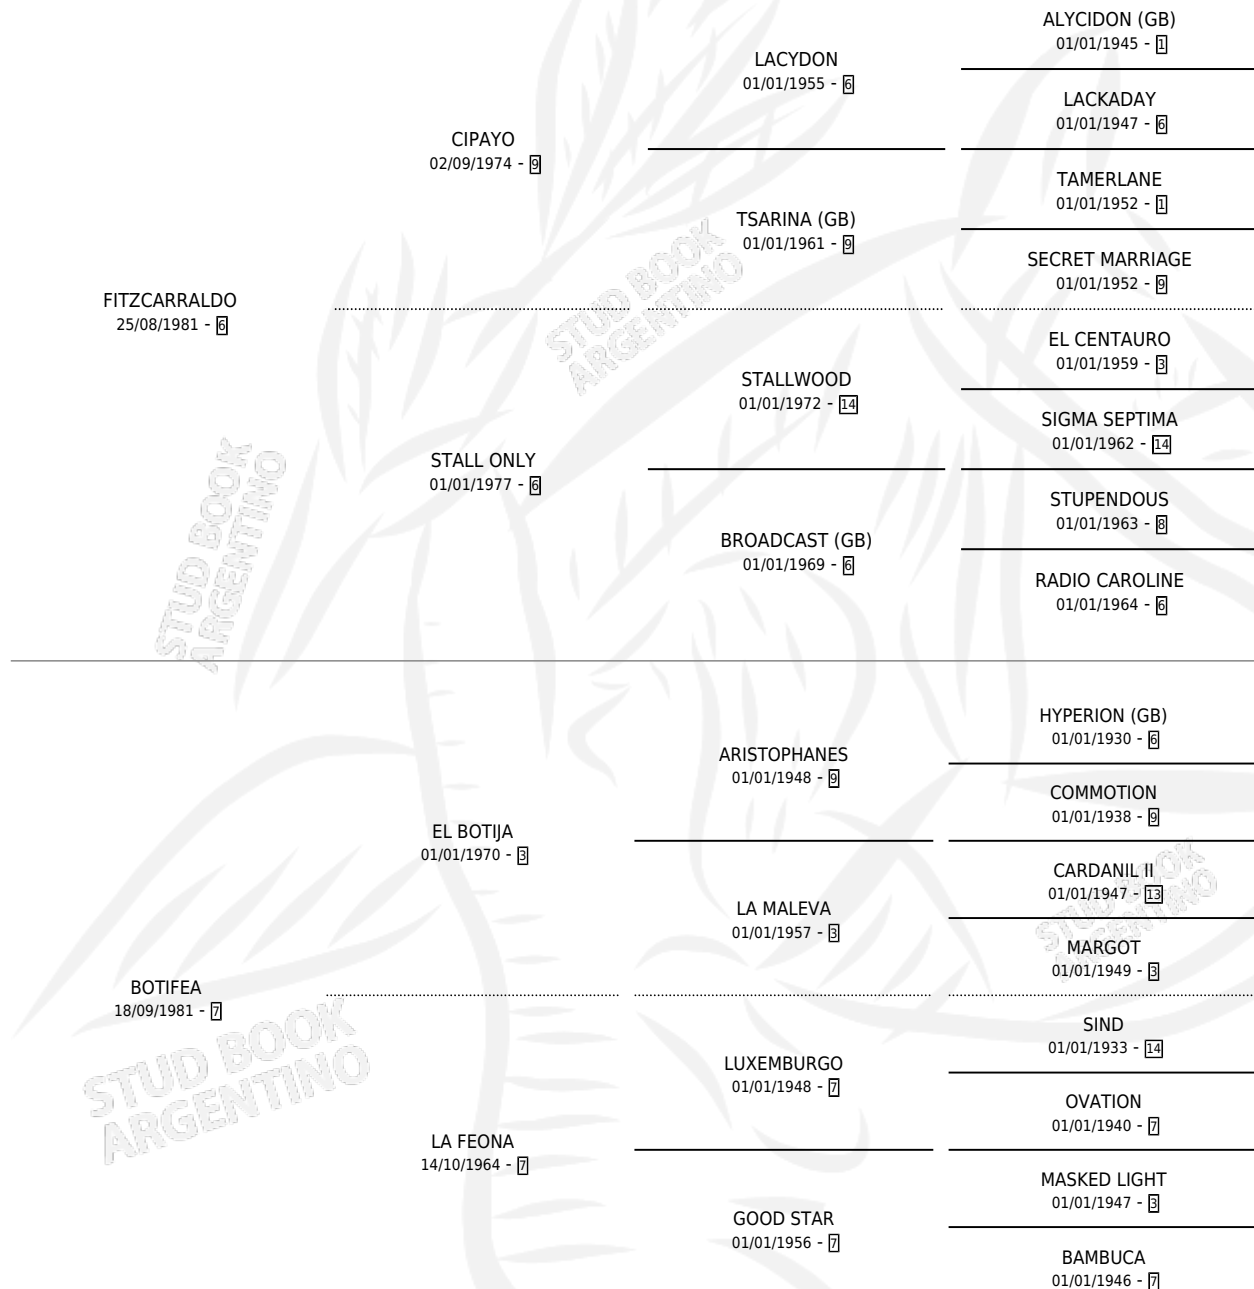 ALYCIDON (GB)
01/01/1945 - 1
LACYDON
01/01/1955 - 6
LACKADAY
01/01/1947 - 6
CIPAYO
02/09/1974 - 9
TAMERLANE
01/01/1952 - 1
TSARINA (GB)
01/01/1961 - 9
SECRET MARRIAGE
01/01/1952 - 9
FITZCARRALDO
25/08/1981 - 6
EL CENTAURO
01/01/1959 - 3
STALLWOOD
01/01/1972 - 14
SIGMA SEPTIMA
01/01/1962 - 14
STALL ONLY
01/01/1977 - 6
STUPENDOUS
01/01/1963 - 8
BROADCAST (GB)
01/01/1969 - 6
RADIO CAROLINE
01/01/1964 - 6
HYPERION (GB)
01/01/1930 - 6
ARISTOPHANES
01/01/1948 - 9
COMMOTION
01/01/1938 - 9
EL BOTIJA
01/01/1970 - 3
CARDANIL II
01/01/1947 - 13
LA MALEVA
01/01/1957 - 3
MARGOT
01/01/1949 - 3
BOTIFEA
18/09/1981 - 7
SIND
01/01/1933 - 14
LUXEMBURGO
01/01/1948 - 7
OVATION
01/01/1940 - 7
LA FEONA
14/10/1964 - 7
MASKED LIGHT
01/01/1947 - 3
GOOD STAR
01/01/1956 - 7
BAMBUCA
01/01/1946 - 7
STUD BOOK
ARGENTINO
STUD BOOK
ARGENTINO
STUD BOOK
ARGENTINO
STUD BOOK
ARGENTINO